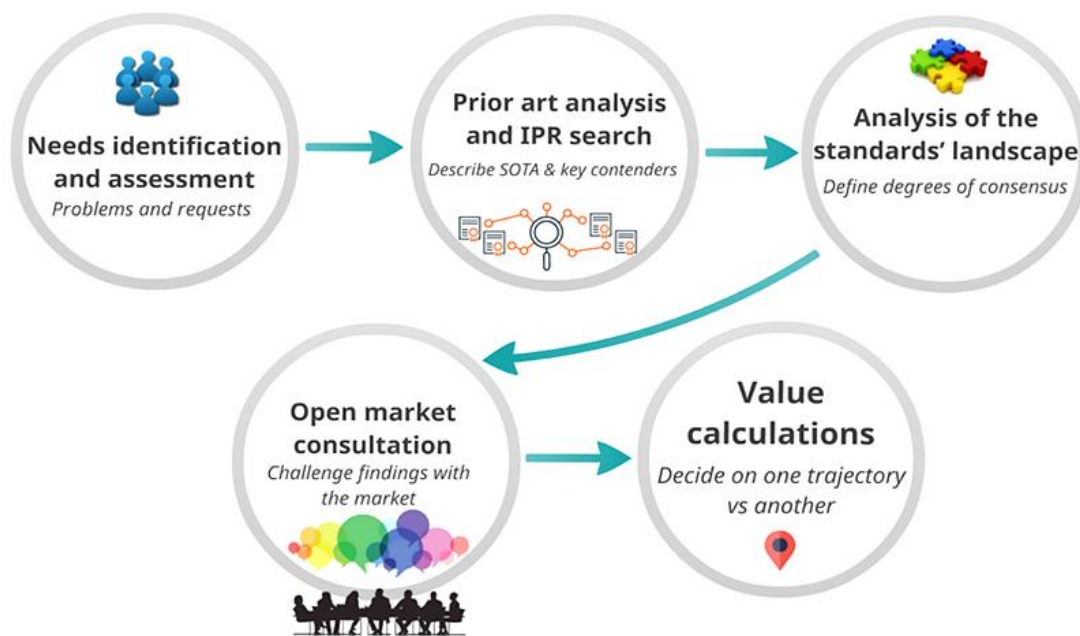 Needs identification
and assessment
Problems and requests
Prior art analysis
and IPR search
Describe SOTA & key contenders
Analysis of the
standards’ landscape
Define degrees of consensus
Open market
consultation
Challenge findings with
the market
Value
calculations
Decide on one trajectory
vs another